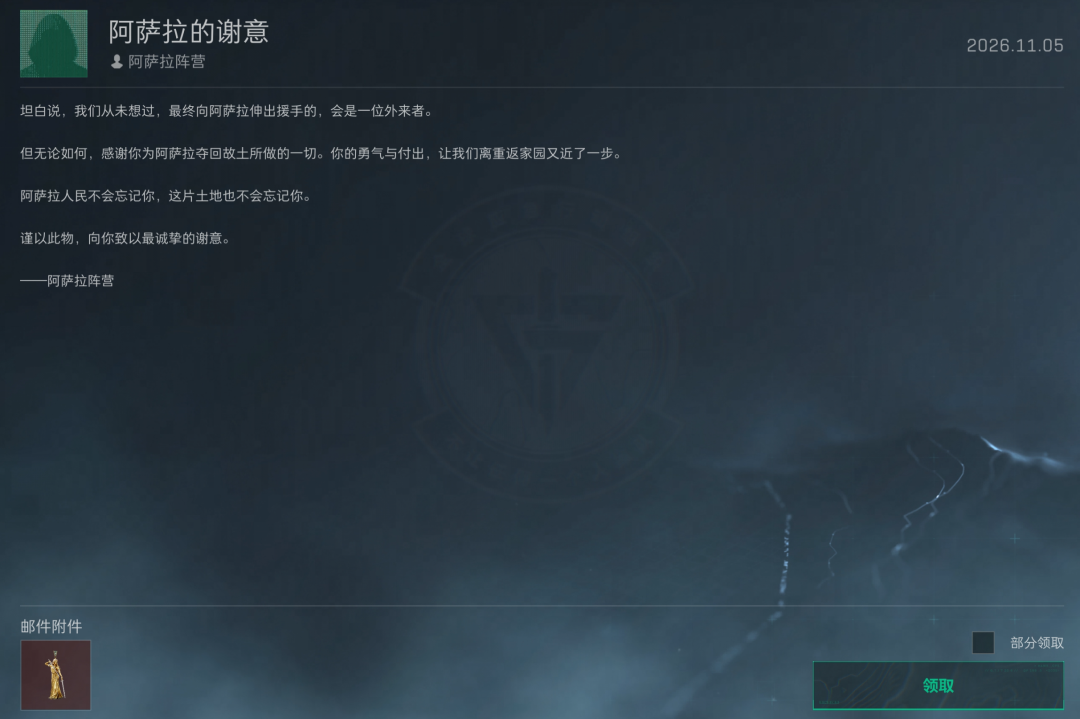 阿萨拉的谢意
阿萨拉阵营
2026.11.05
坦白说，我们从未想过，最终向阿萨拉伸出援手的，会是一位外来者。
但无论如何，感谢你为阿萨拉夺回故土所做的一切。你的勇气与付出，让我们离重返家园又近了一步。
阿萨拉人民不会忘记你，这片土地也不会忘记你。
谨以此物，向你致以最诚挚的谢意。
——阿萨拉阵营
邮件附件
部分领取
领取